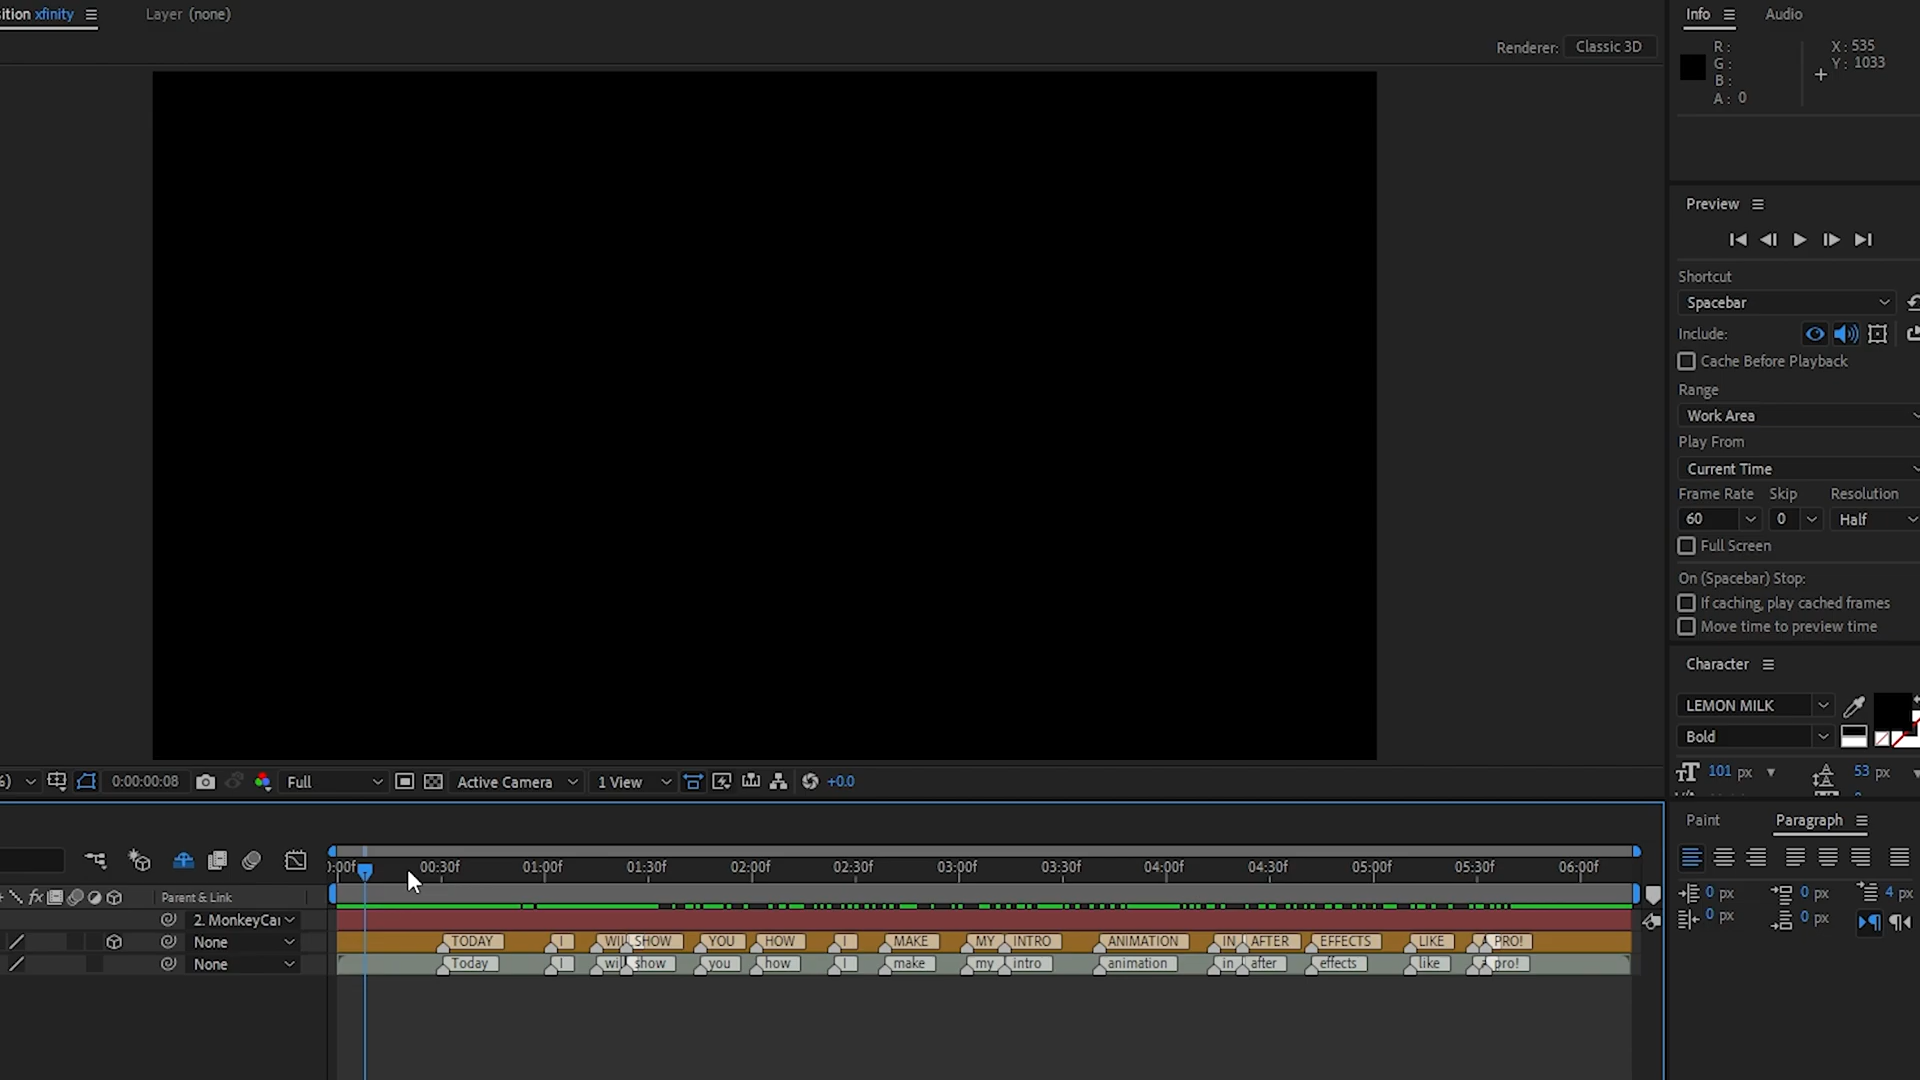 ition xfinity
Layer (none)
Renderer: Classic 3D
Info
Audio
R :
G :
B :
A : 0
X : 535
Y : 1033
Preview
Shortcut
Spacebar
Include:
Cache Before Playback
Range
Work Area
Play From
Current Time
Frame Rate Skip Resolution
60 0 Half
Full Screen
On (Spacebar) Stop:
If caching, play cached frames
Move time to preview time
Character
LEMON MILK
Bold
101 px 53 px
%) 0:00:00:08 Full Active Camera 1 View +0.0
Paint
Paragraph
0 px 0 px 4 px
0 px 0 px
0:00f 00:30f 01:00f 01:30f 02:00f 02:30f 03:00f 03:30f 04:00f 04:30f 05:00f 05:30f 06:00f
fx Parent & Link
2. MonkeyCar
None TODAY I WILL SHOW YOU HOW I MAKE MY INTRO ANIMATION IN AFTER EFFECTS LIKE A PRO!
None Today I will show you how I make my intro animation in after effects like a pro!